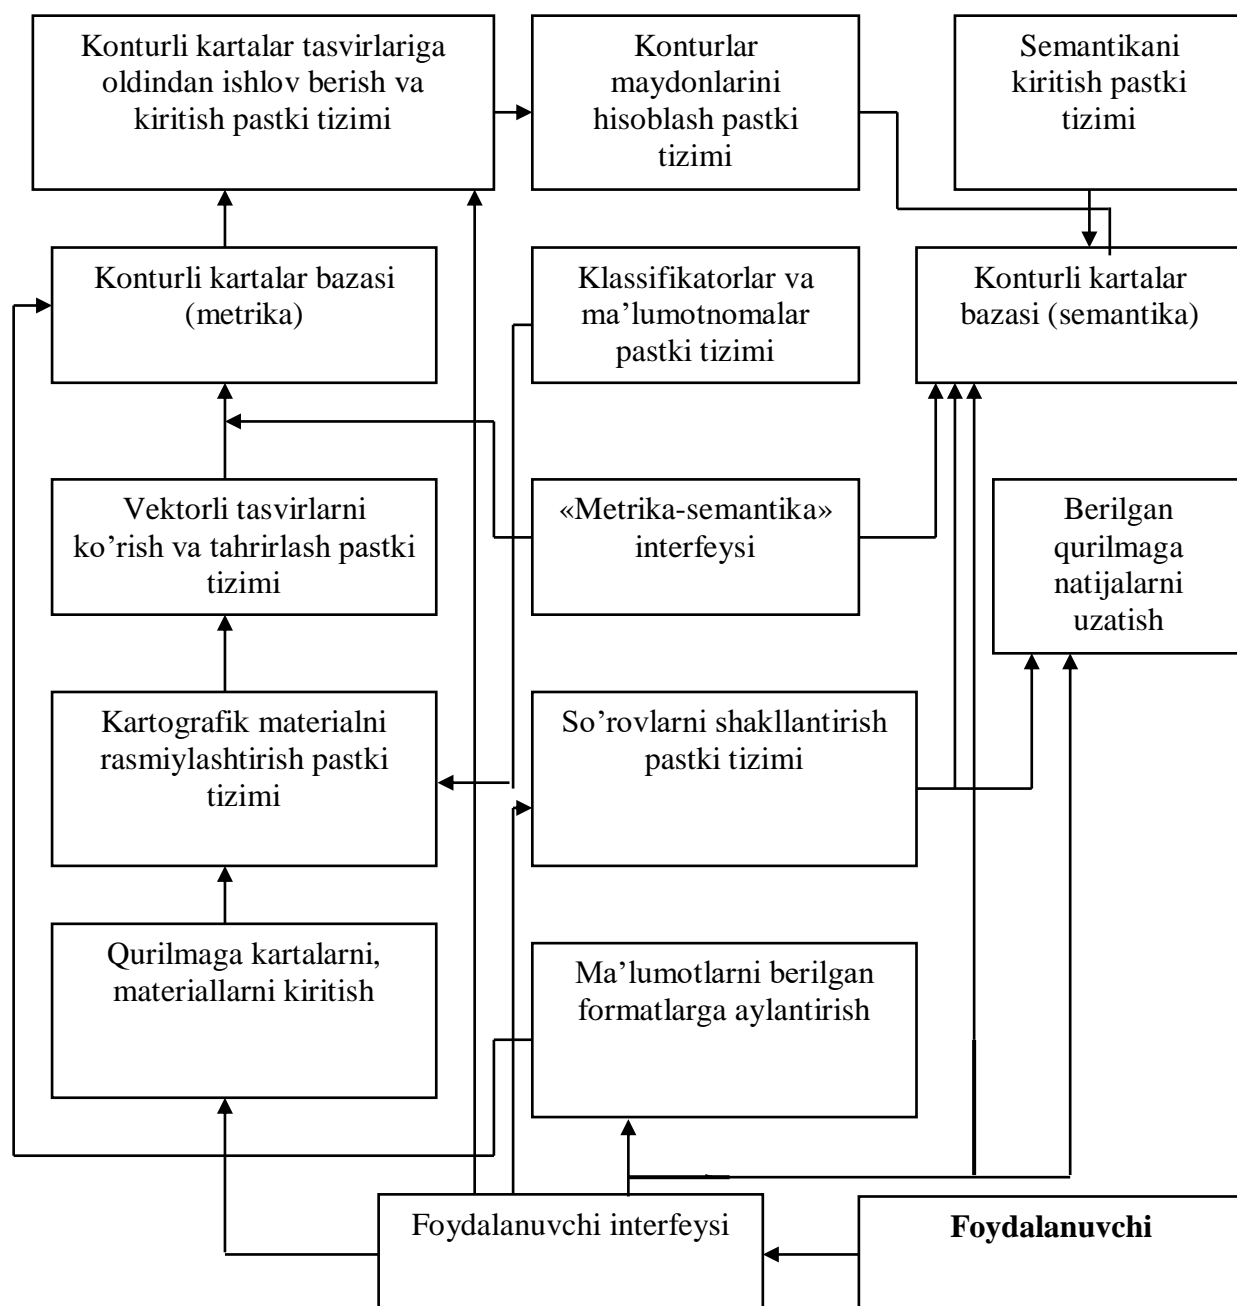 Konturli kartalar tasvirlariga
oldindan ishlov berish va
kiritish pastki tizimi
Konturlar
maydonlarini
hisoblash pastki
tizimi
Semantikani
kiritish pastki
tizimi
Konturli kartalar bazasi
(metrika)
Klassifikatorlar va
ma’lumotnomalar
pastki tizimi
Konturli kartalar
bazasi (semantika)
Vektorli tasvirlarni
ko’rish va tahrirlash pastki
tizimi
«Metrika-semantika»
interfeysi
Berilgan
qurilmaga
natijalarni
uzatish
Kartografik materialni
rasmiylashtirish pastki
tizimi
So’rovlarni shakllantirish
pastki tizimi
Qurilmaga kartalarni,
materiallarni kiritish
Ma’lumotlarni berilgan
formatlarga aylantirish
Foydalanuvchi interfeysi
Foydalanuvchi